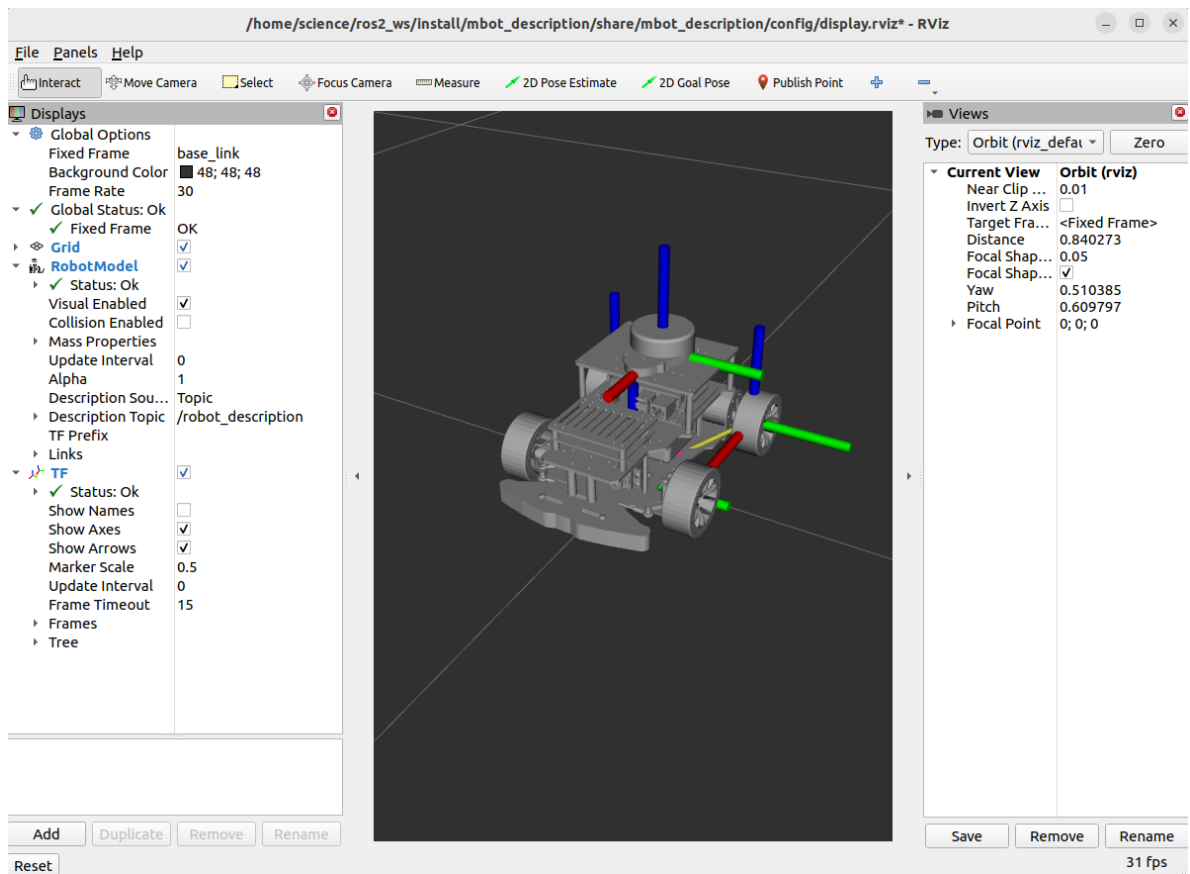 /home/science/ros2_ws/install/mbot_description/share/mbot_description/config/display.rviz* - RViz
File Panels Help
Interact Move Camera Select Focus Camera Measure 2D Pose Estimate 2D Goal Pose Publish Point
Displays
Global Options
Fixed Frame base_link
Background Color 48; 48; 48
Frame Rate 30
Global Status: Ok
Fixed Frame OK
Grid
RobotModel
Status: Ok
Visual Enabled
Collision Enabled
Mass Properties
Update Interval 0
Alpha 1
Description Sou... Topic
Description Topic /robot_description
TF Prefix
Links
TF
Status: Ok
Show Names
Show Axes
Show Arrows
Marker Scale 0.5
Update Interval 0
Frame Timeout 15
Frames
Tree
Add Duplicate Remove Rename
Reset
Views
Type: Orbit (rviz_defau Zero
Current View Orbit (rviz)
Near Clip ... 0.01
Invert Z Axis
Target Fra... <Fixed Frame>
Distance 0.840273
Focal Shap... 0.05
Focal Shap...
Yaw 0.510385
Pitch 0.609797
Focal Point 0; 0; 0
Save Remove Rename
31 fps